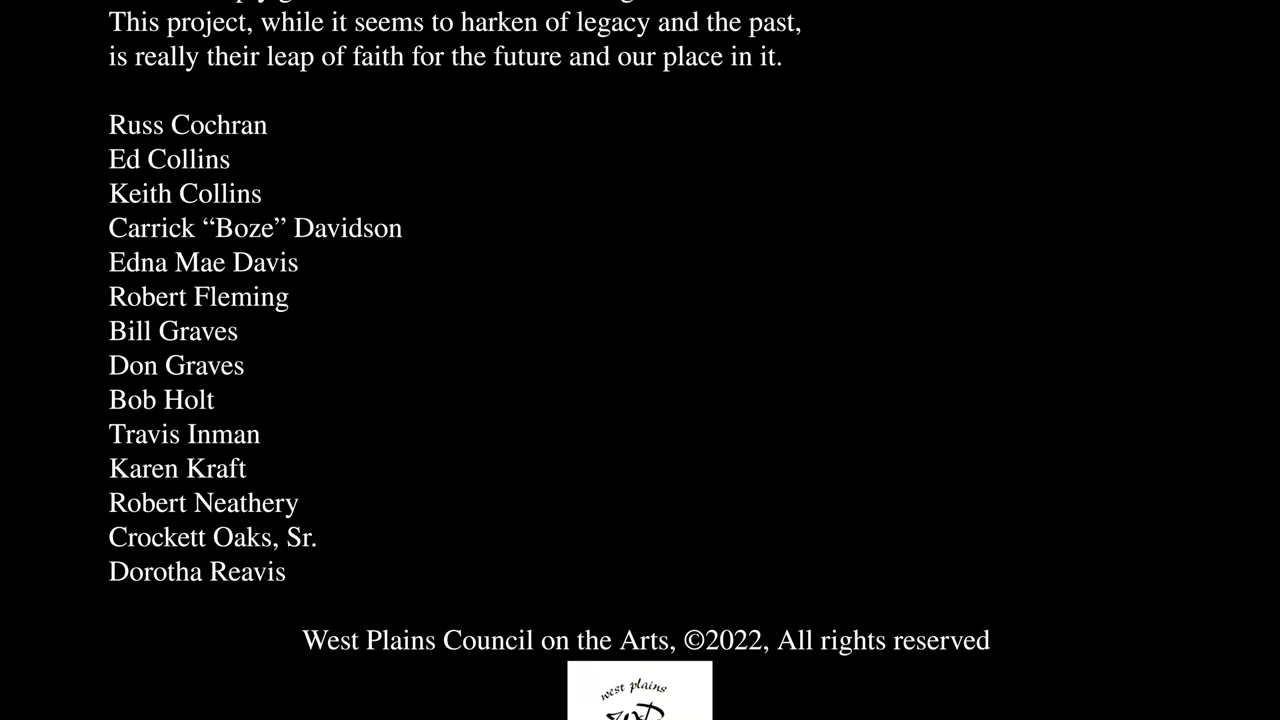 This project, while it seems to harken of legacy and the past,
is really their leap of faith for the future and our place in it.
Russ Cochran
Ed Collins
Keith Collins
Carrick “Boze” Davidson
Edna Mae Davis
Robert Fleming
Bill Graves
Don Graves
Bob Holt
Travis Inman
Karen Kraft
Robert Neathery
Crockett Oaks, Sr.
Dorotha Reavis
West Plains Council on the Arts, ©2022, All rights reserved
west plains